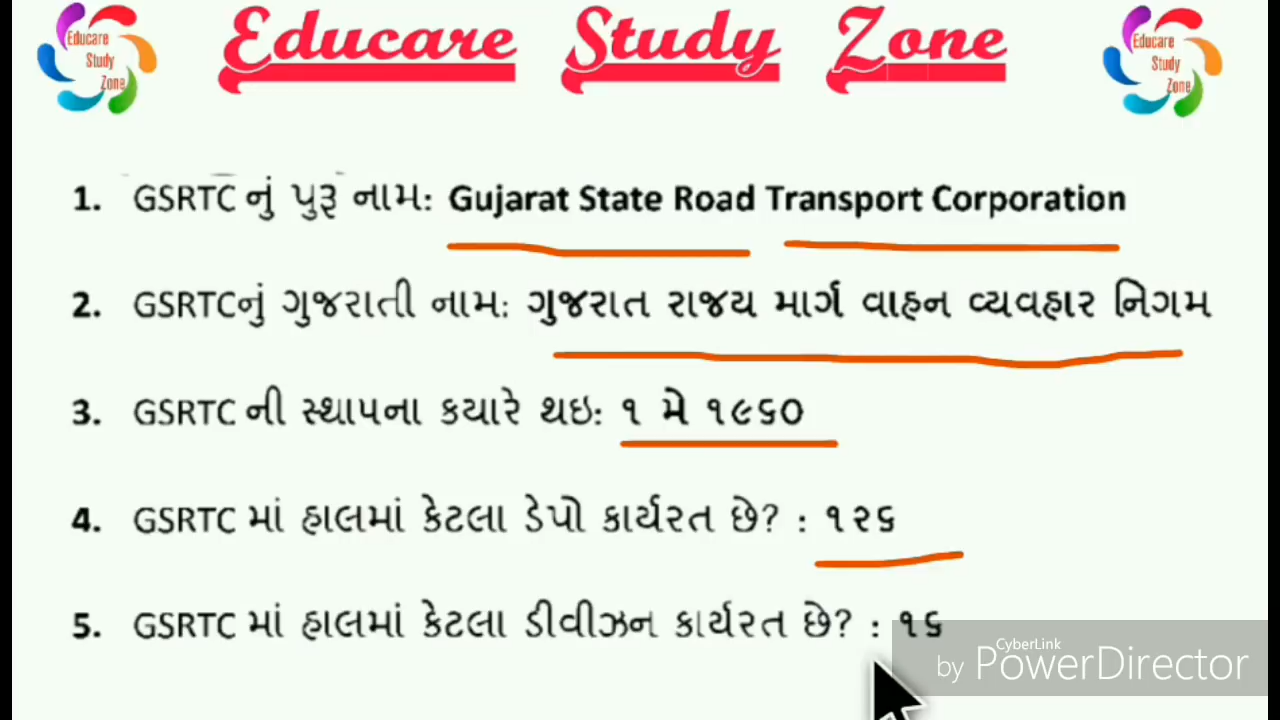 Educare Study Zone
Educare Study Zone
Educare Study Zone
1. GSRTC નું પુરૂ નામ: Gujarat State Road Transport Corporation
2. GSRTCનું ગુજરાતી નામ: ગુજરાત રાજય માર્ગ વાહન વ્યવહાર નિગમ
3. GSRTC ની સ્થાપના કયારે થઇ: ૧ મે ૧૯૬૦
4. GSRTC માં હાલમાં કેટલા ડેપો કાર્યરત છે? : ૧૨૬
5. GSRTC માં હાલમાં કેટલા ડીવીઝન કાર્યરત છે? : ૧૬
CyberLink
by PowerDirector